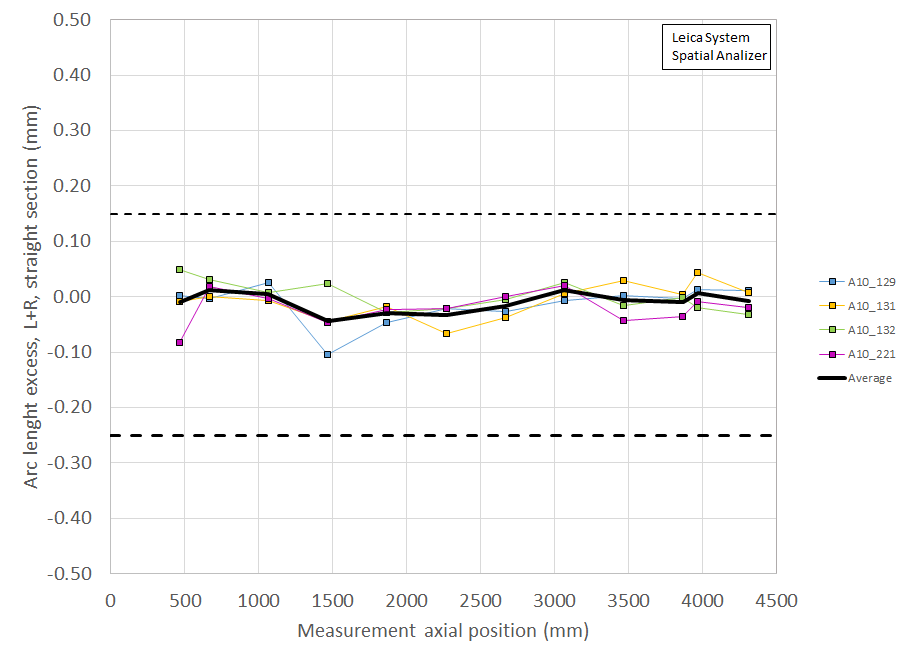 0.50
0.40
0.30
0.20
0.10
0.00
-0.10
-0.20
-0.30
-0.40
-0.50
Arc lenght excess, L+R, straight section (mm)
Leica System
Spatial Analizer
A10_129
A10_131
A10_132
A10_221
Average
0 500 1000 1500 2000 2500 3000 3500 4000 4500
Measurement axial position (mm)